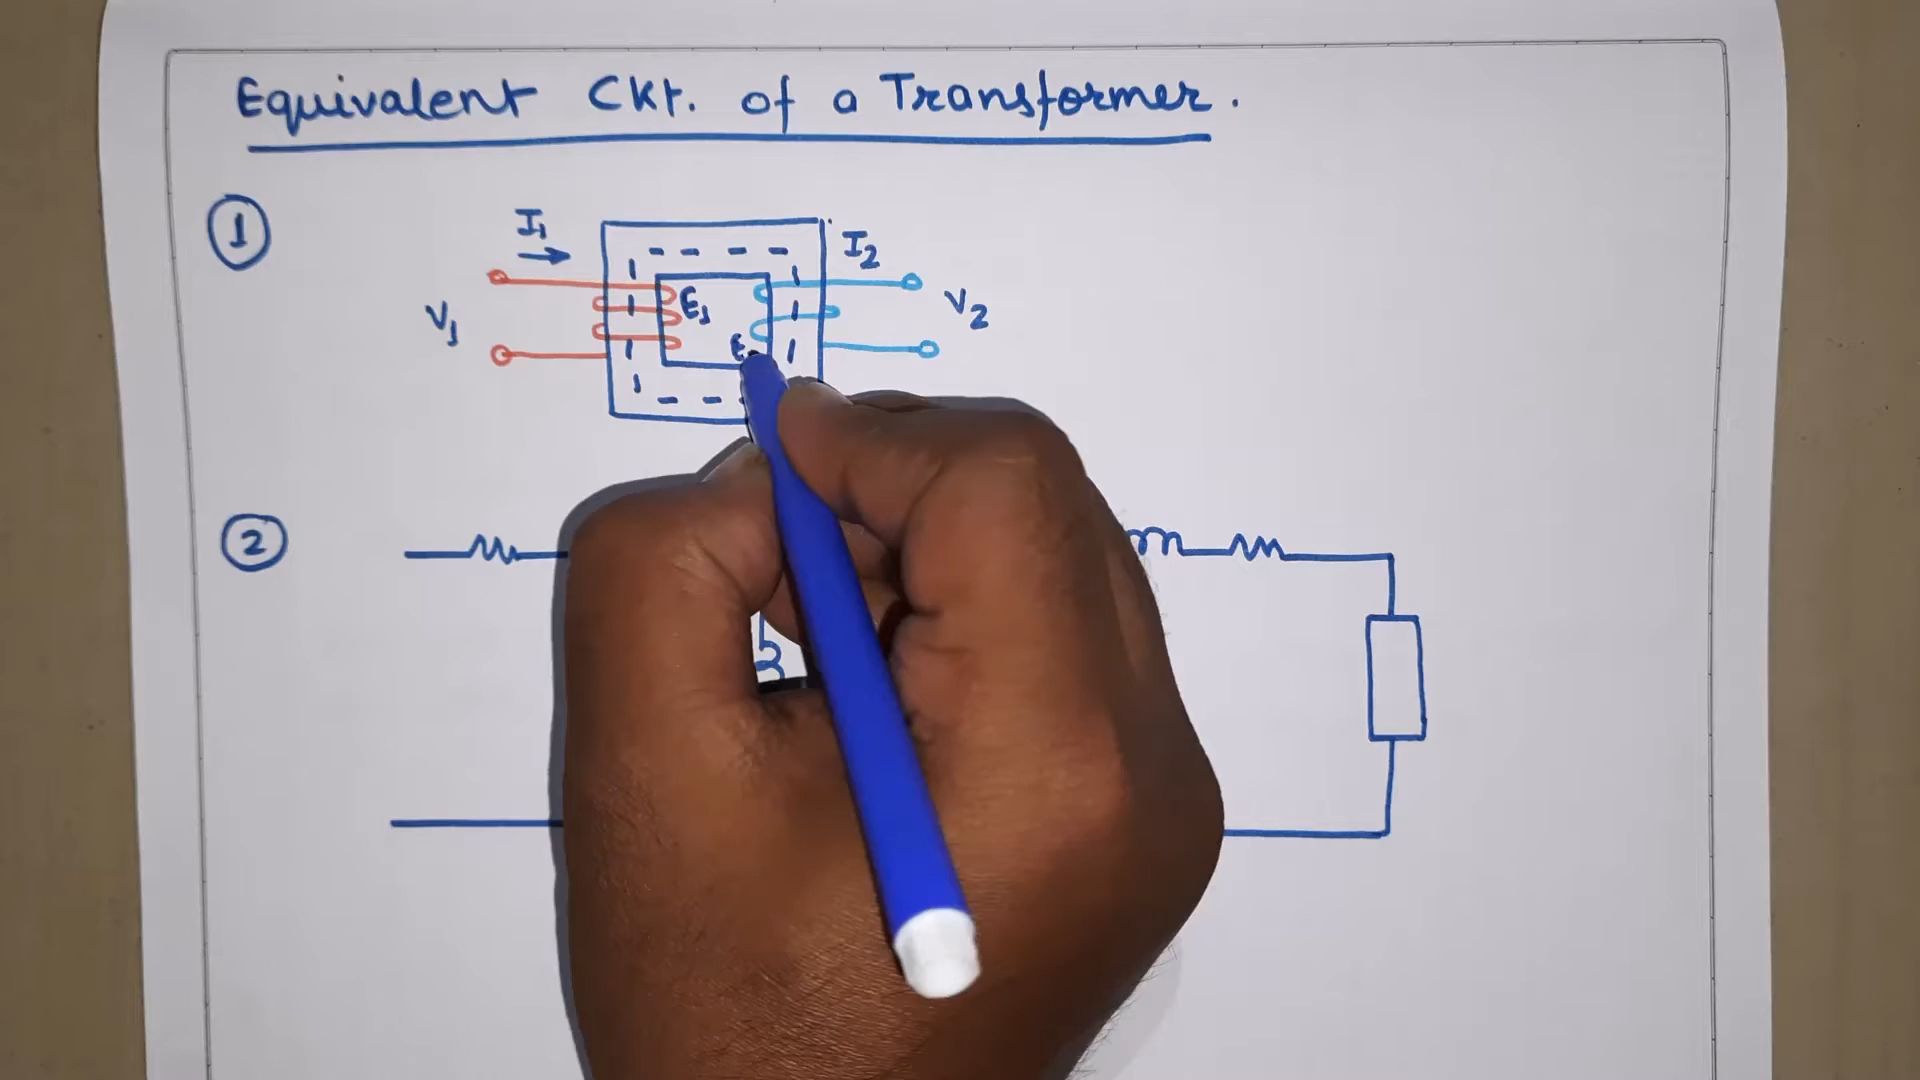 Equivalent Ckt. of a Transformer.
1
I1
I2
V1
E1
V2
E
2